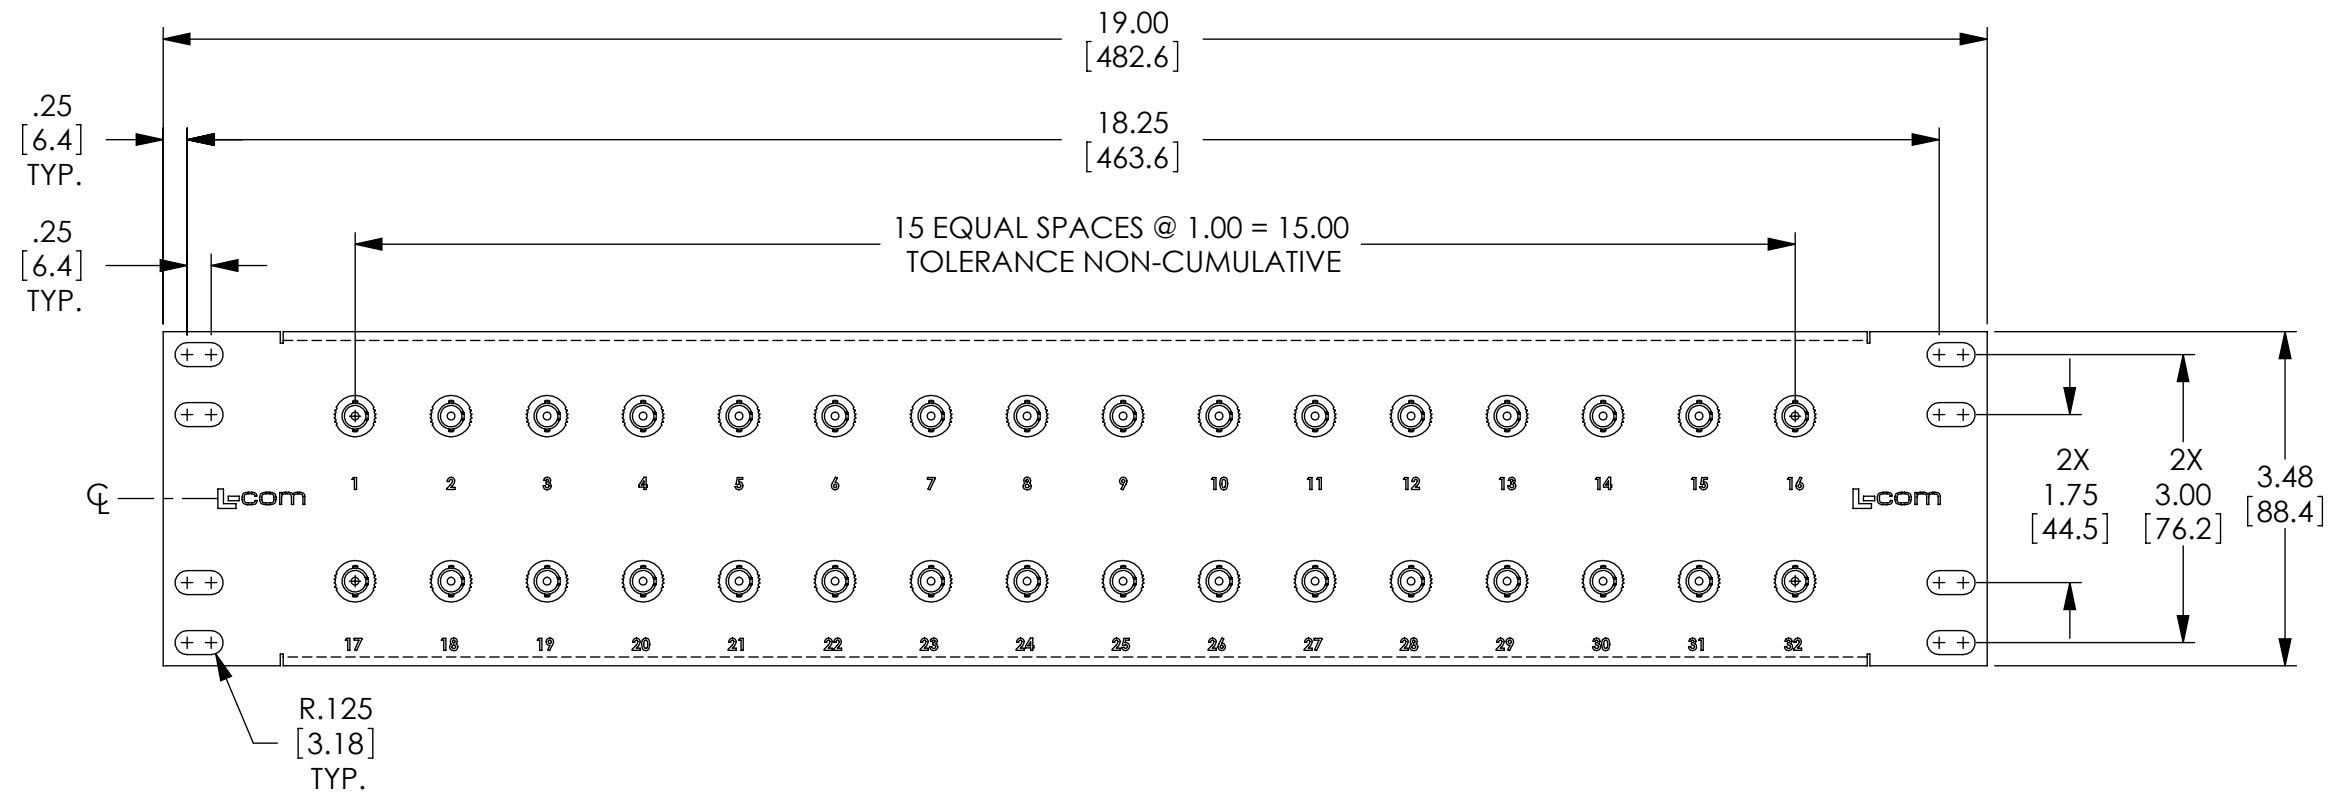 19.00
[482.6]
.25
[6.4]
TYP.
18.25
[463.6]
.25
[6.4]
TYP.
15 EQUAL SPACES @ 1.00 = 15.00
TOLERANCE NON-CUMULATIVE
1 2 3 4 5 6 7 8 9 10 11 12 13 14 15 16
℄
L-com
L-com
2X
1.75
[44.5]
2X
3.00
[76.2]
3.48
[88.4]
17 18 19 20 21 22 23 24 25 26 27 28 29 30 31 32
R.125
[3.18]
TYP.